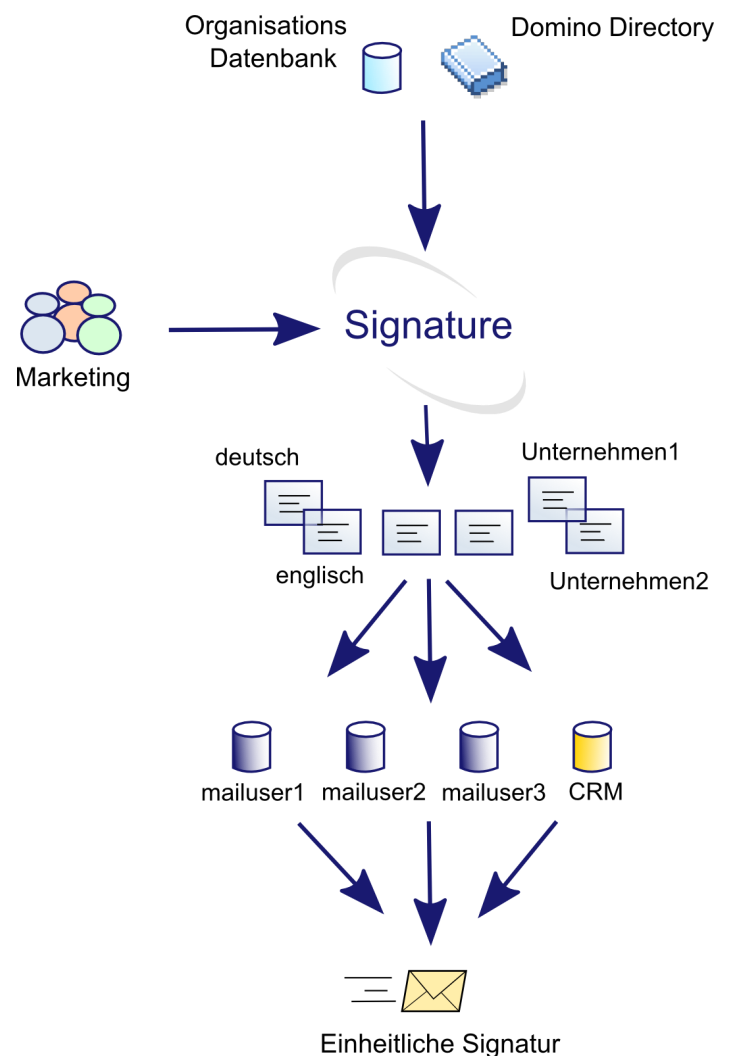 Organisations
Datenbank
Domino Directory
Signature
Marketing
deutsch
Unternehmen1
englisch
Unternehmen2
mailuser1
mailuser2
mailuser3
CRM
Einheitliche Signatur